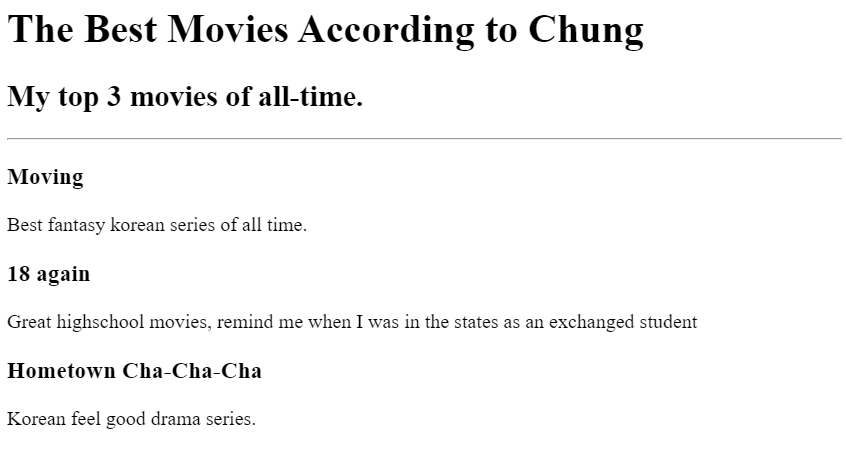 The Best Movies According to Chung
My top 3 movies of all-time.
Moving
Best fantasy korean series of all time.
18 again
Great highschool movies, remind me when I was in the states as an exchanged student
Hometown Cha-Cha-Cha
Korean feel good drama series.